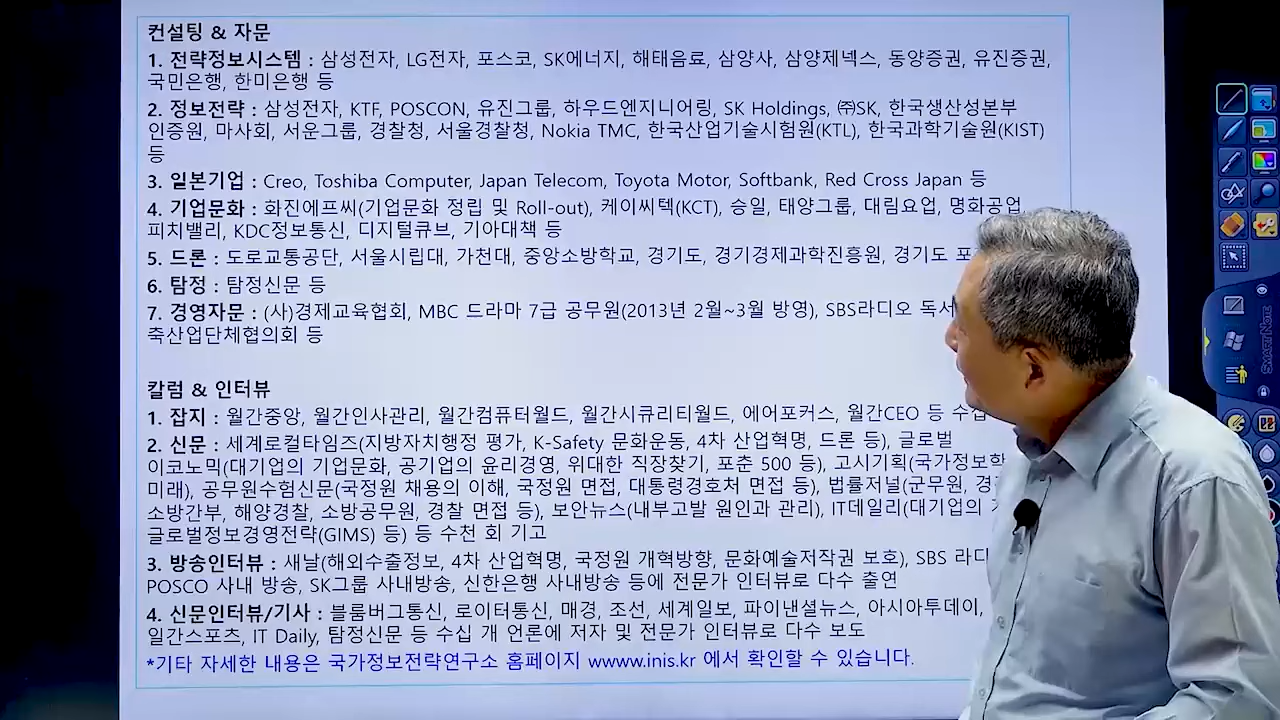 컨설팅 & 자문
1. 전략정보시스템 : 삼성전자, LG전자, 포스코, SK에너지, 해태음료, 삼양사, 삼양제넥스, 동양증권, 유진증권,
국민은행, 한미은행 등
2. 정보전략 : 삼성전자, KTF, POSCON, 유진그룹, 하우드엔지니어링, SK Holdings, ㈜SK, 한국생산성본부
인증원, 마사회, 서운그룹, 경찰청, 서울경찰청, Nokia TMC, 한국산업기술시험원(KTL), 한국과학기술원(KIST)
등
3. 일본기업 : Creo, Toshiba Computer, Japan Telecom, Toyota Motor, Softbank, Red Cross Japan 등
4. 기업문화 : 화진에프씨(기업문화 정립 및 Roll-out), 케이씨텍(KCT), 승일, 태양그룹, 대림요업, 명화공업
피치밸리, KDC정보통신, 디지털큐브, 기아대책 등
5. 드론 : 도로교통공단, 서울시립대, 가천대, 중앙소방학교, 경기도, 경기경제과학진흥원, 경기도 포
6. 탐정 : 탐정신문 등
7. 경영자문 : (사)경제교육협회, MBC 드라마 7급 공무원(2013년 2월~3월 방영), SBS라디오 독서
축산업단체협의회 등
칼럼 & 인터뷰
1. 잡지 : 월간중앙, 월간인사관리, 월간컴퓨터월드, 월간시큐리티월드, 에어포커스, 월간CEO 등 수십
2. 신문 : 세계로컬타임즈(지방자치행정 평가, K-Safety 문화운동, 4차 산업혁명, 드론 등), 글로벌
이코노믹(대기업의 기업문화, 공기업의 윤리경영, 위대한 직장찾기, 포춘 500 등), 고시기획(국가정보학
미래), 공무원수험신문(국정원 채용의 이해, 국정원 면접, 대통령경호처 면접 등), 법률저널(군무원, 경
소방간부, 해양경찰, 소방공무원, 경찰 면접 등), 보안뉴스(내부고발 원인과 관리), IT데일리(대기업의
글로벌정보경영전략(GIMS) 등) 등 수천 회 기고
3. 방송인터뷰 : 새날(해외수출정보, 4차 산업혁명, 국정원 개혁방향, 문화예술저작권 보호), SBS 라디
POSCO 사내 방송, SK그룹 사내방송, 신한은행 사내방송 등에 전문가 인터뷰로 다수 출연
4. 신문인터뷰/기사 : 블룸버그통신, 로이터통신, 매경, 조선, 세계일보, 파이낸셜뉴스, 아시아투데이,
일간스포츠, IT Daily, 탐정신문 등 수십 개 언론에 저자 및 전문가 인터뷰로 다수 보도
*기타 자세한 내용은 국가정보전략연구소 홈페이지 wwww.inis.kr 에서 확인할 수 있습니다.
SMARTNOTE